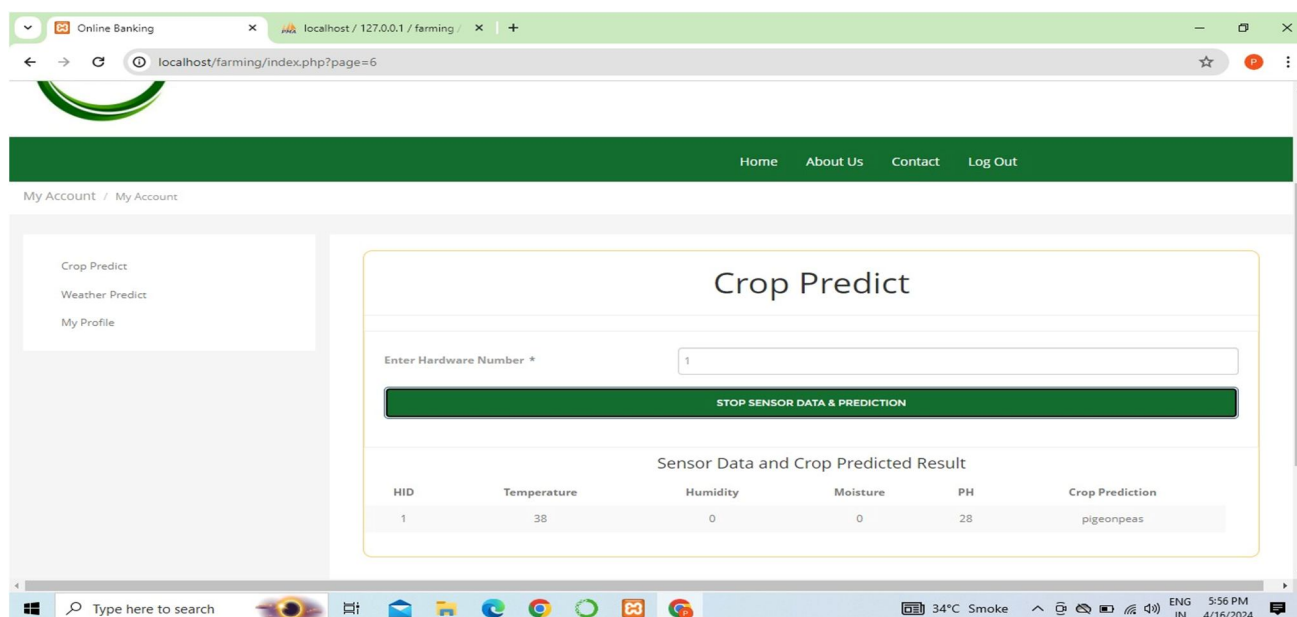 Online Banking
localhost / 127.0.0.1 / farming /
localhost/farming/index.php?page=6
P
Home About Us Contact Log Out
My Account / My Account
Crop Predict
Weather Predict
My Profile
Crop Predict
Enter Hardware Number *
1
STOP SENSOR DATA & PREDICTION
Sensor Data and Crop Predicted Result
HID Temperature Humidity Moisture PH Crop Prediction
1 38 0 0 28 pigeonpeas
Type here to search
34°C Smoke
ENG
IN
5:56 PM
4/16/2024